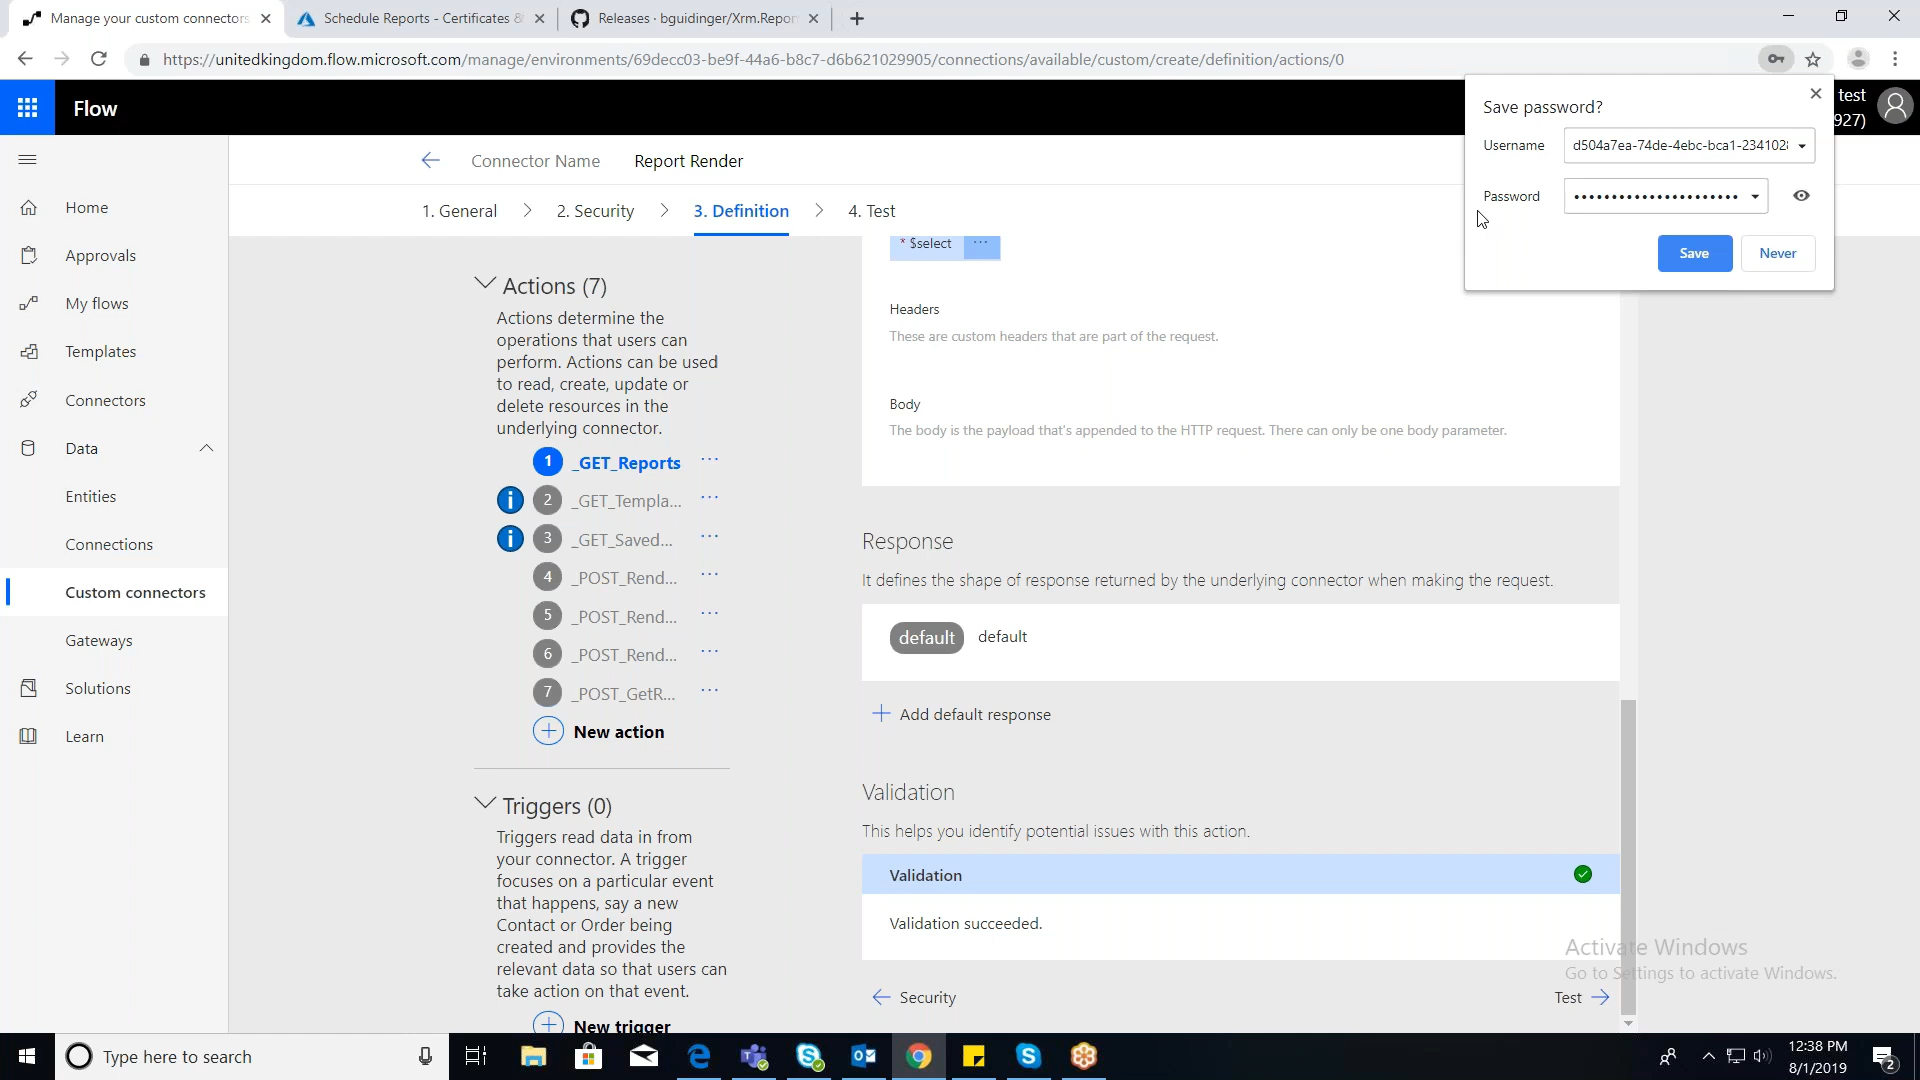 Manage your custom connectors
Schedule Reports - Certificates &
Releases · bguidinger/Xrm.Repor
https://unitedkingdom.flow.microsoft.com/manage/environments/69decc03-be9f-44a6-b8c7-d6b621029905/connections/available/custom/create/definition/actions/0
Flow
test
927)
Save password?
Username
d504a7ea-74de-4ebc-bca1-234102
Password
Save
Never
Connector Name
Report Render
1. General
2. Security
3. Definition
4. Test
Home
Approvals
My flows
Templates
Connectors
Data
Entities
Connections
Custom connectors
Gateways
Solutions
Learn
Actions (7)
Actions determine the
operations that users can
perform. Actions can be used
to read, create, update or
delete resources in the
underlying connector.
1 _GET_Reports ...
i 2 _GET_Templa... ...
i 3 _GET_Saved... ...
4 _POST_Rend... ...
5 _POST_Rend... ...
6 _POST_Rend... ...
7 _POST_GetR... ...
New action
Triggers (0)
Triggers read data in from
your connector. A trigger
focuses on a particular event
that happens, say a new
Contact or Order being
created and provides the
relevant data so that users can
take action on that event.
New trigger
* $select ...
Headers
These are custom headers that are part of the request.
Body
The body is the payload that's appended to the HTTP request. There can only be one body parameter.
Response
It defines the shape of response returned by the underlying connector when making the request.
default default
Add default response
Validation
This helps you identify potential issues with this action.
Validation
Validation succeeded.
Security
Test
Activate Windows
Go to Settings to activate Windows.
Type here to search
12:38 PM
8/1/2019
2